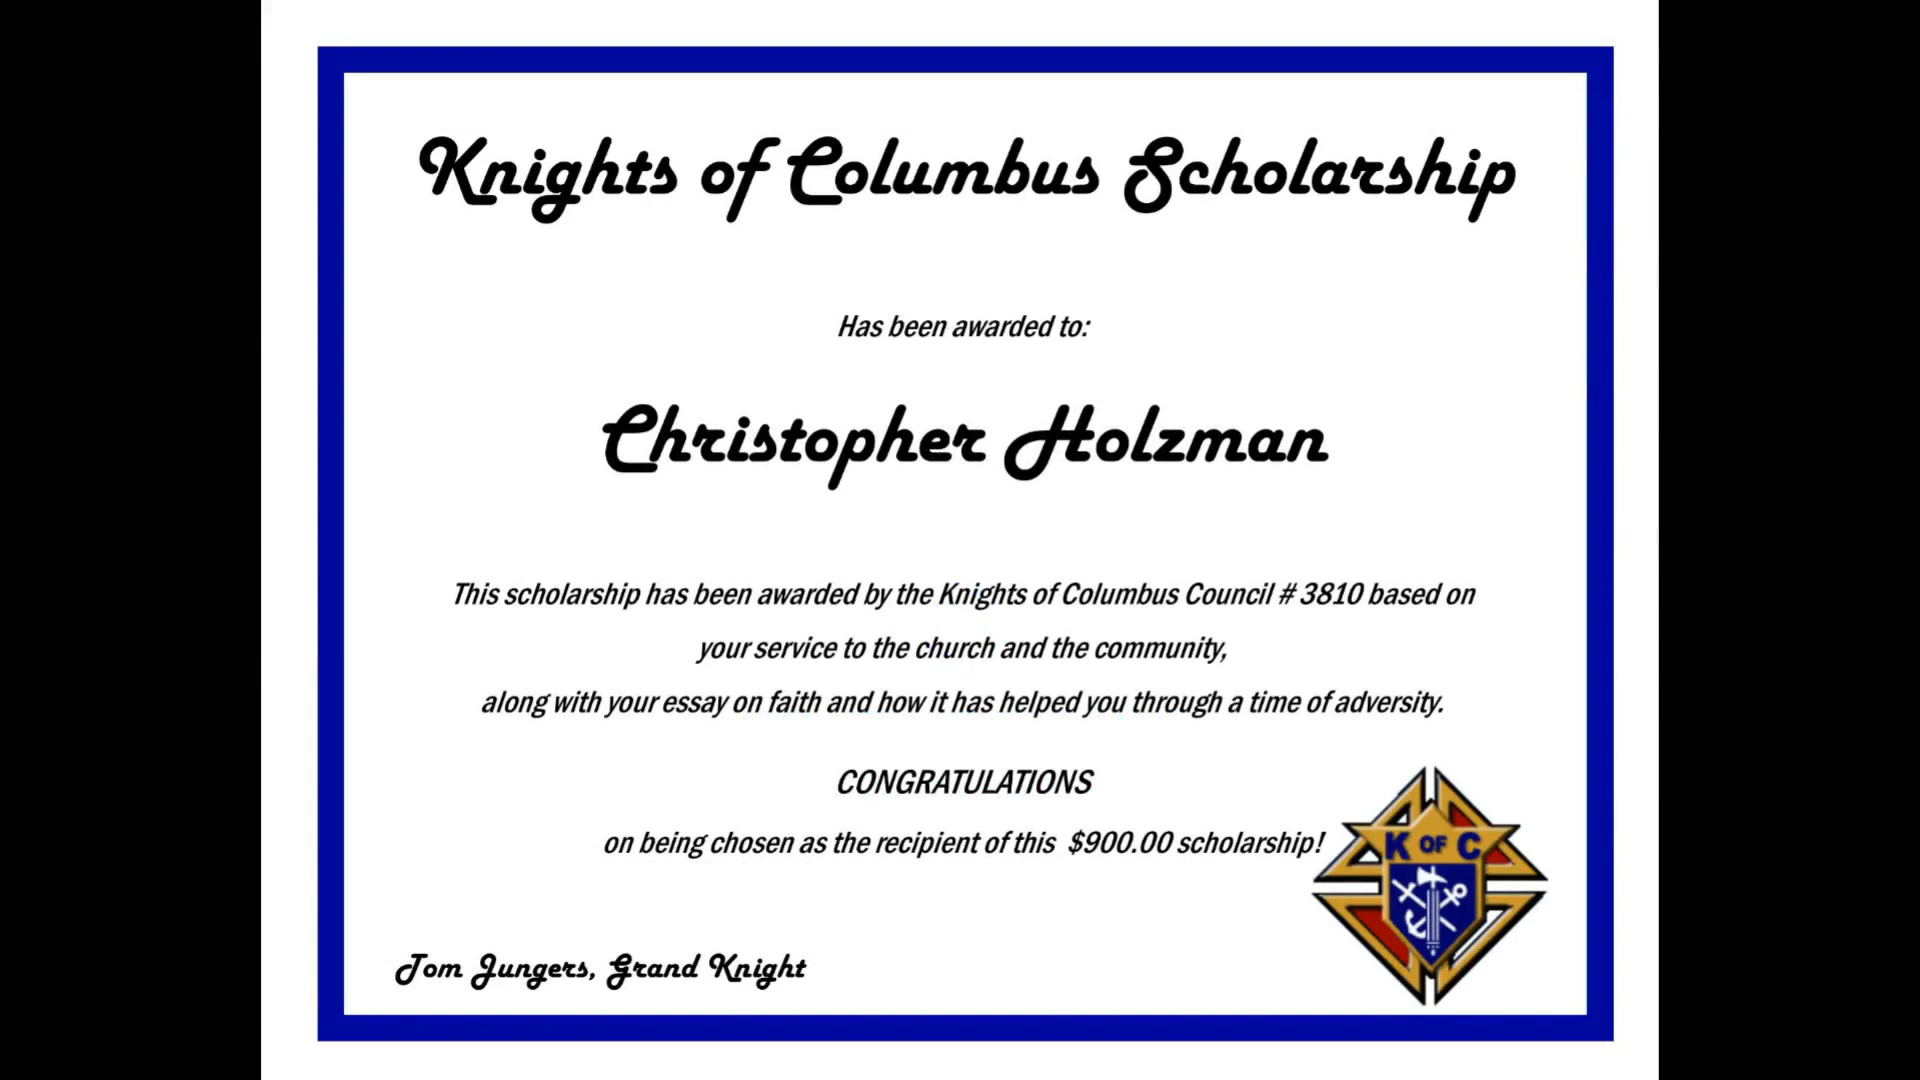 Knights of Columbus Scholarship
Has been awarded to:
Christopher Holzman
This scholarship has been awarded by the Knights of Columbus Council # 3810 based on
your service to the church and the community,
along with your essay on faith and how it has helped you through a time of adversity.
CONGRATULATIONS
on being chosen as the recipient of this $900.00 scholarship!
K OF C
Tom Jungers, Grand Knight